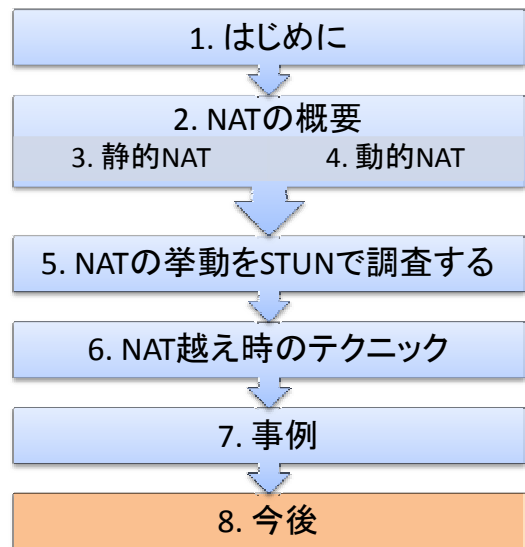 1. はじめに
2. NATの概要
3. 静的NAT 4. 動的NAT
5. NATの挙動をSTUNで調査する
6. NAT越え時のテクニック
7. 事例
8. 今後